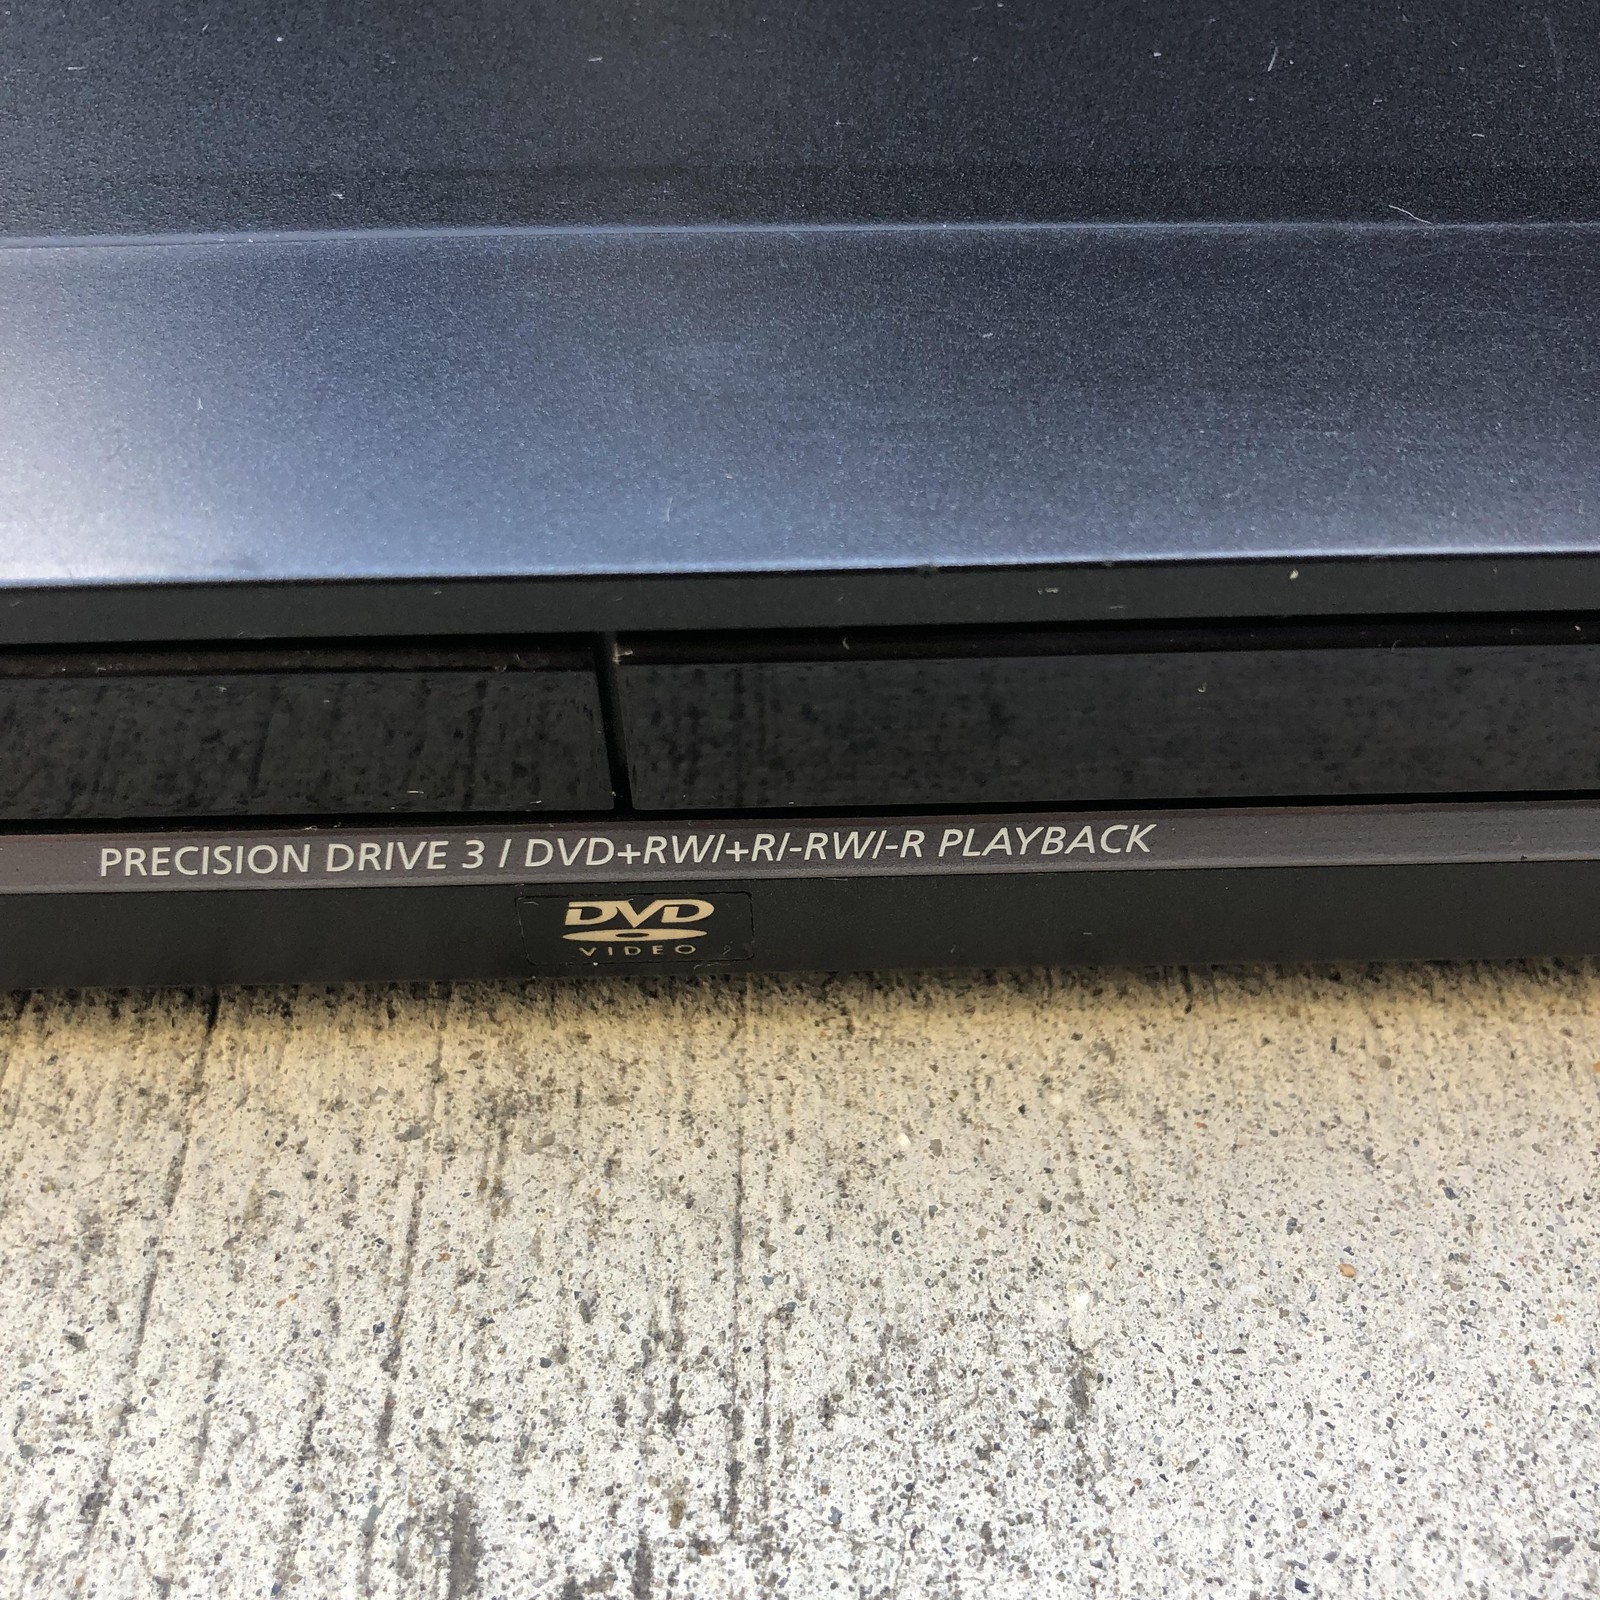 PRECISION DRIVE 3 / DVD+RW/+R/-RW/-R PLAYBACK
DVD
VIDEO